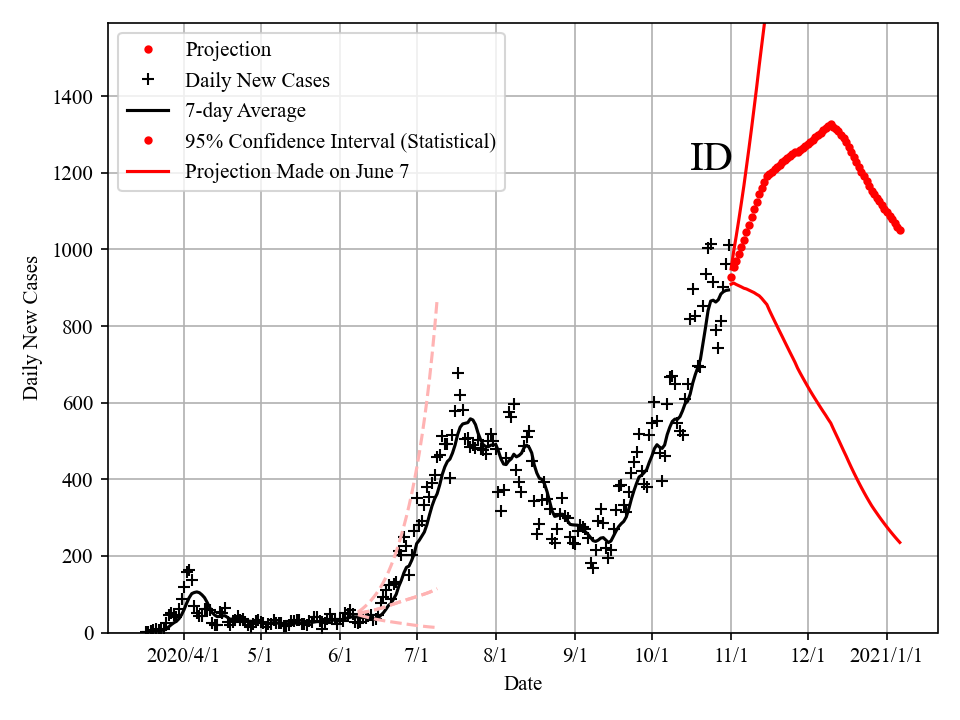 Projection
Daily New Cases
7-day Average
95% Confidence Interval (Statistical)
Projection Made on June 7
ID
1400
1200
1000
800
600
400
200
0
Daily New Cases
2020/4/1 5/1 6/1 7/1 8/1 9/1 10/1 11/1 12/1 2021/1/1
Date